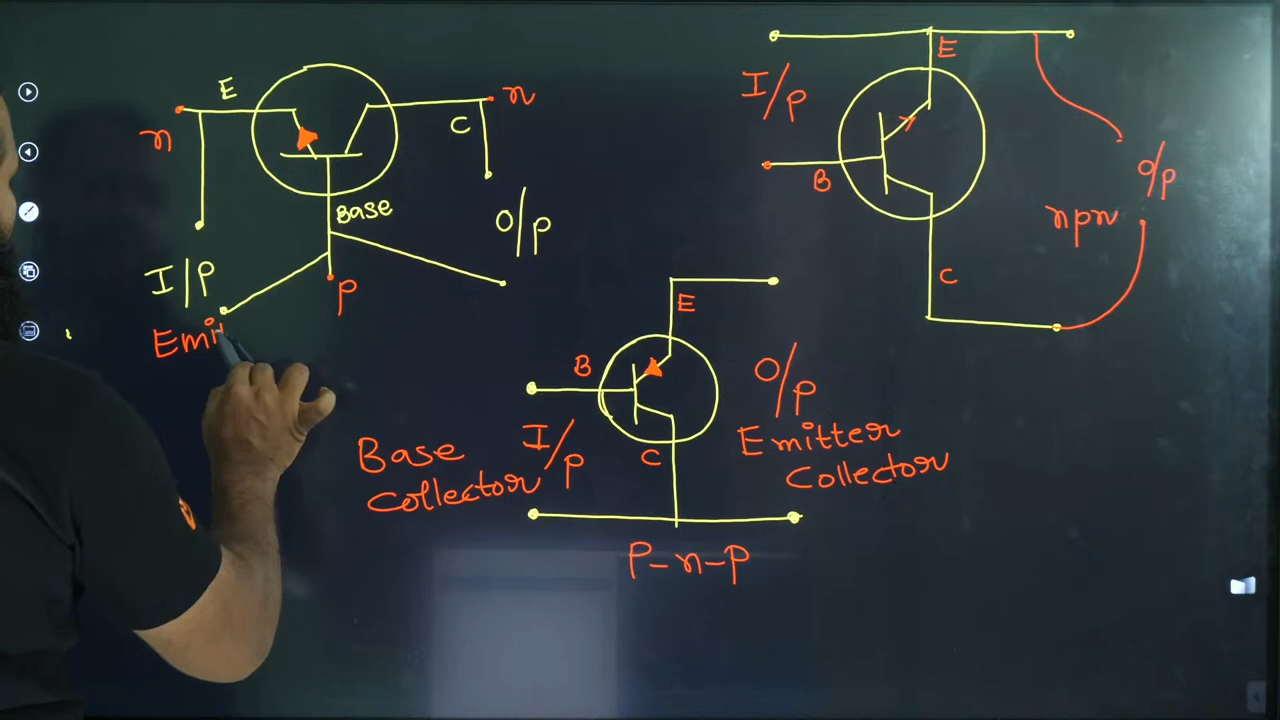 E
n
n
C
Base
I/P
O/p
P
Emi
E
I/p
B
O/p
npn
C
E
B
O/p
I/p
C
Base
Collector
Emitter
Collector
P-n-P